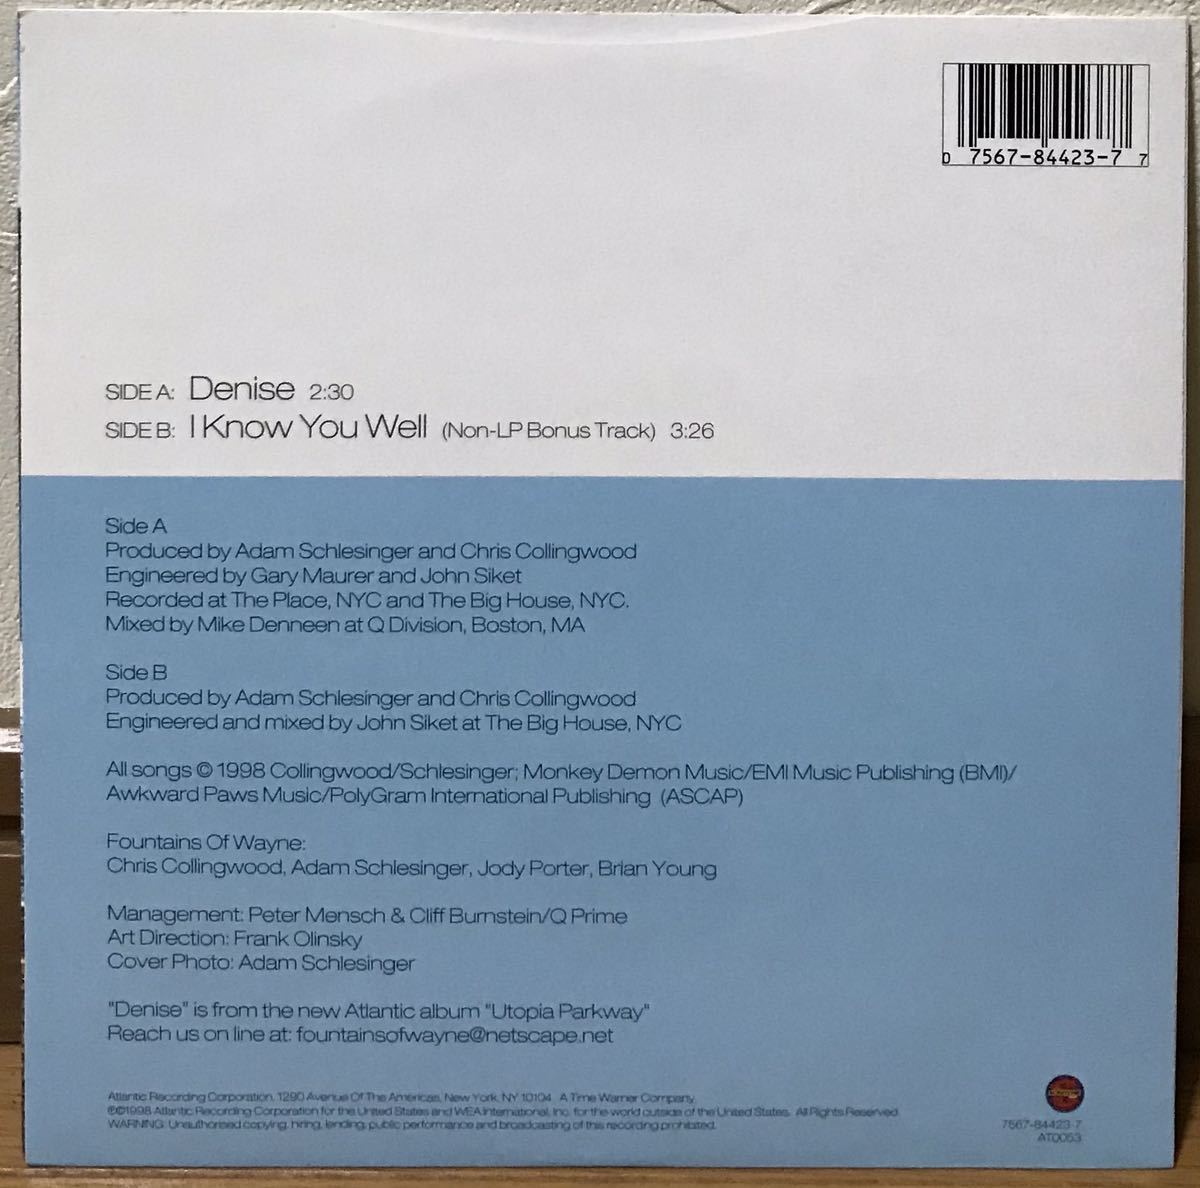 0 7567-84423-7 7
SIDE A: Denise 2:30
SIDE B: I Know You Well (Non-LP Bonus Track) 3:26
Side A
Produced by Adam Schlesinger and Chris Collingwood
Engineered by Gary Maurer and John Siket
Recorded at The Place, NYC and The Big House, NYC.
Mixed by Mike Denneen at Q Division, Boston, MA
Side B
Produced by Adam Schlesinger and Chris Collingwood
Engineered and mixed by John Siket at The Big House, NYC
All songs © 1998 Collingwood/Schlesinger; Monkey Demon Music/EMI Music Publishing (BMI)/
Awkward Paws Music/PolyGram International Publishing (ASCAP)
Fountains Of Wayne:
Chris Collingwood, Adam Schlesinger, Jody Porter, Brian Young
Management: Peter Mensch & Cliff Burnstein/Q Prime
Art Direction: Frank Olinsky
Cover Photo: Adam Schlesinger
"Denise" is from the new Atlantic album "Utopia Parkway"
Reach us on line at: fountainsofwayne@netscape.net
Atlantic Recording Corporation, 1290 Avenue Of The Americas, New York, NY 10104. A Time Warner Company.
℗©1998 Atlantic Recording Corporation for the United States and WEA International, Inc. for the world outside of the United States. All Rights Reserved.
WARNING: Unauthorised copying, hiring, lending, public performance and broadcasting of this recording prohibited.
7567-84423-7
AT0053